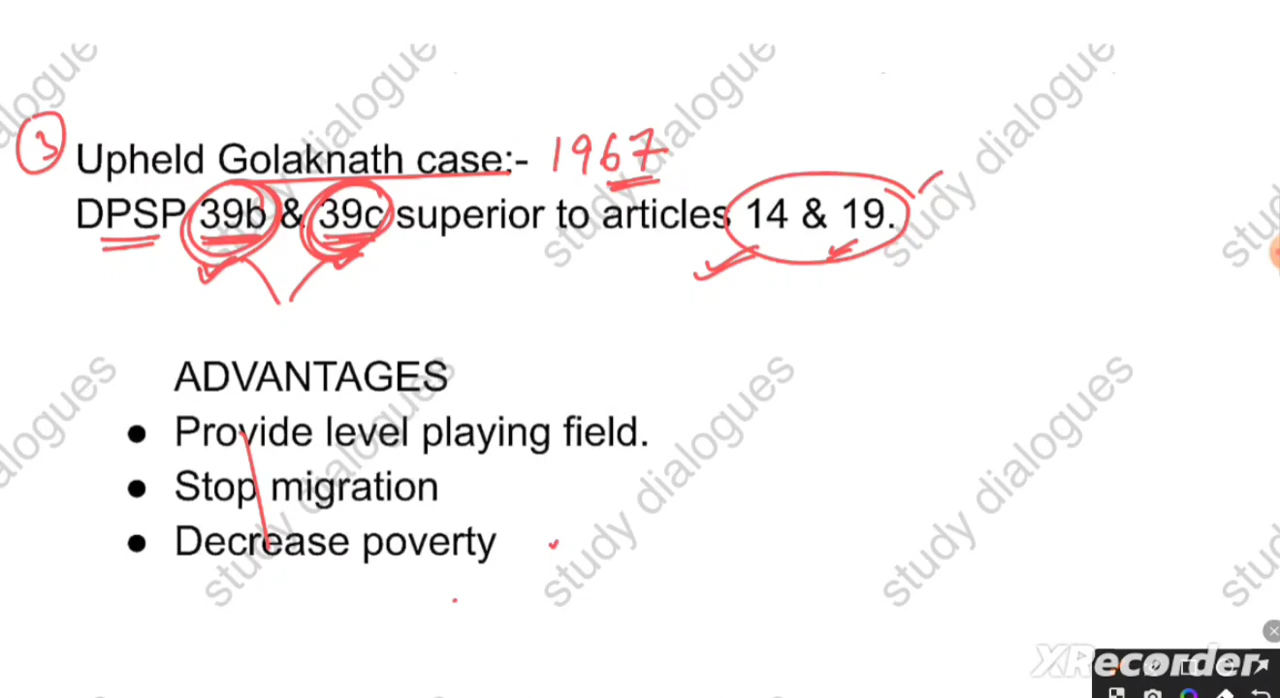 3 Upheld Golaknath case:- 1967
DPSP 39b & 39c superior to articles 14 & 19.
ADVANTAGES
● Provide level playing field.
● Stop migration
● Decrease poverty
study dialogues
XRecorder